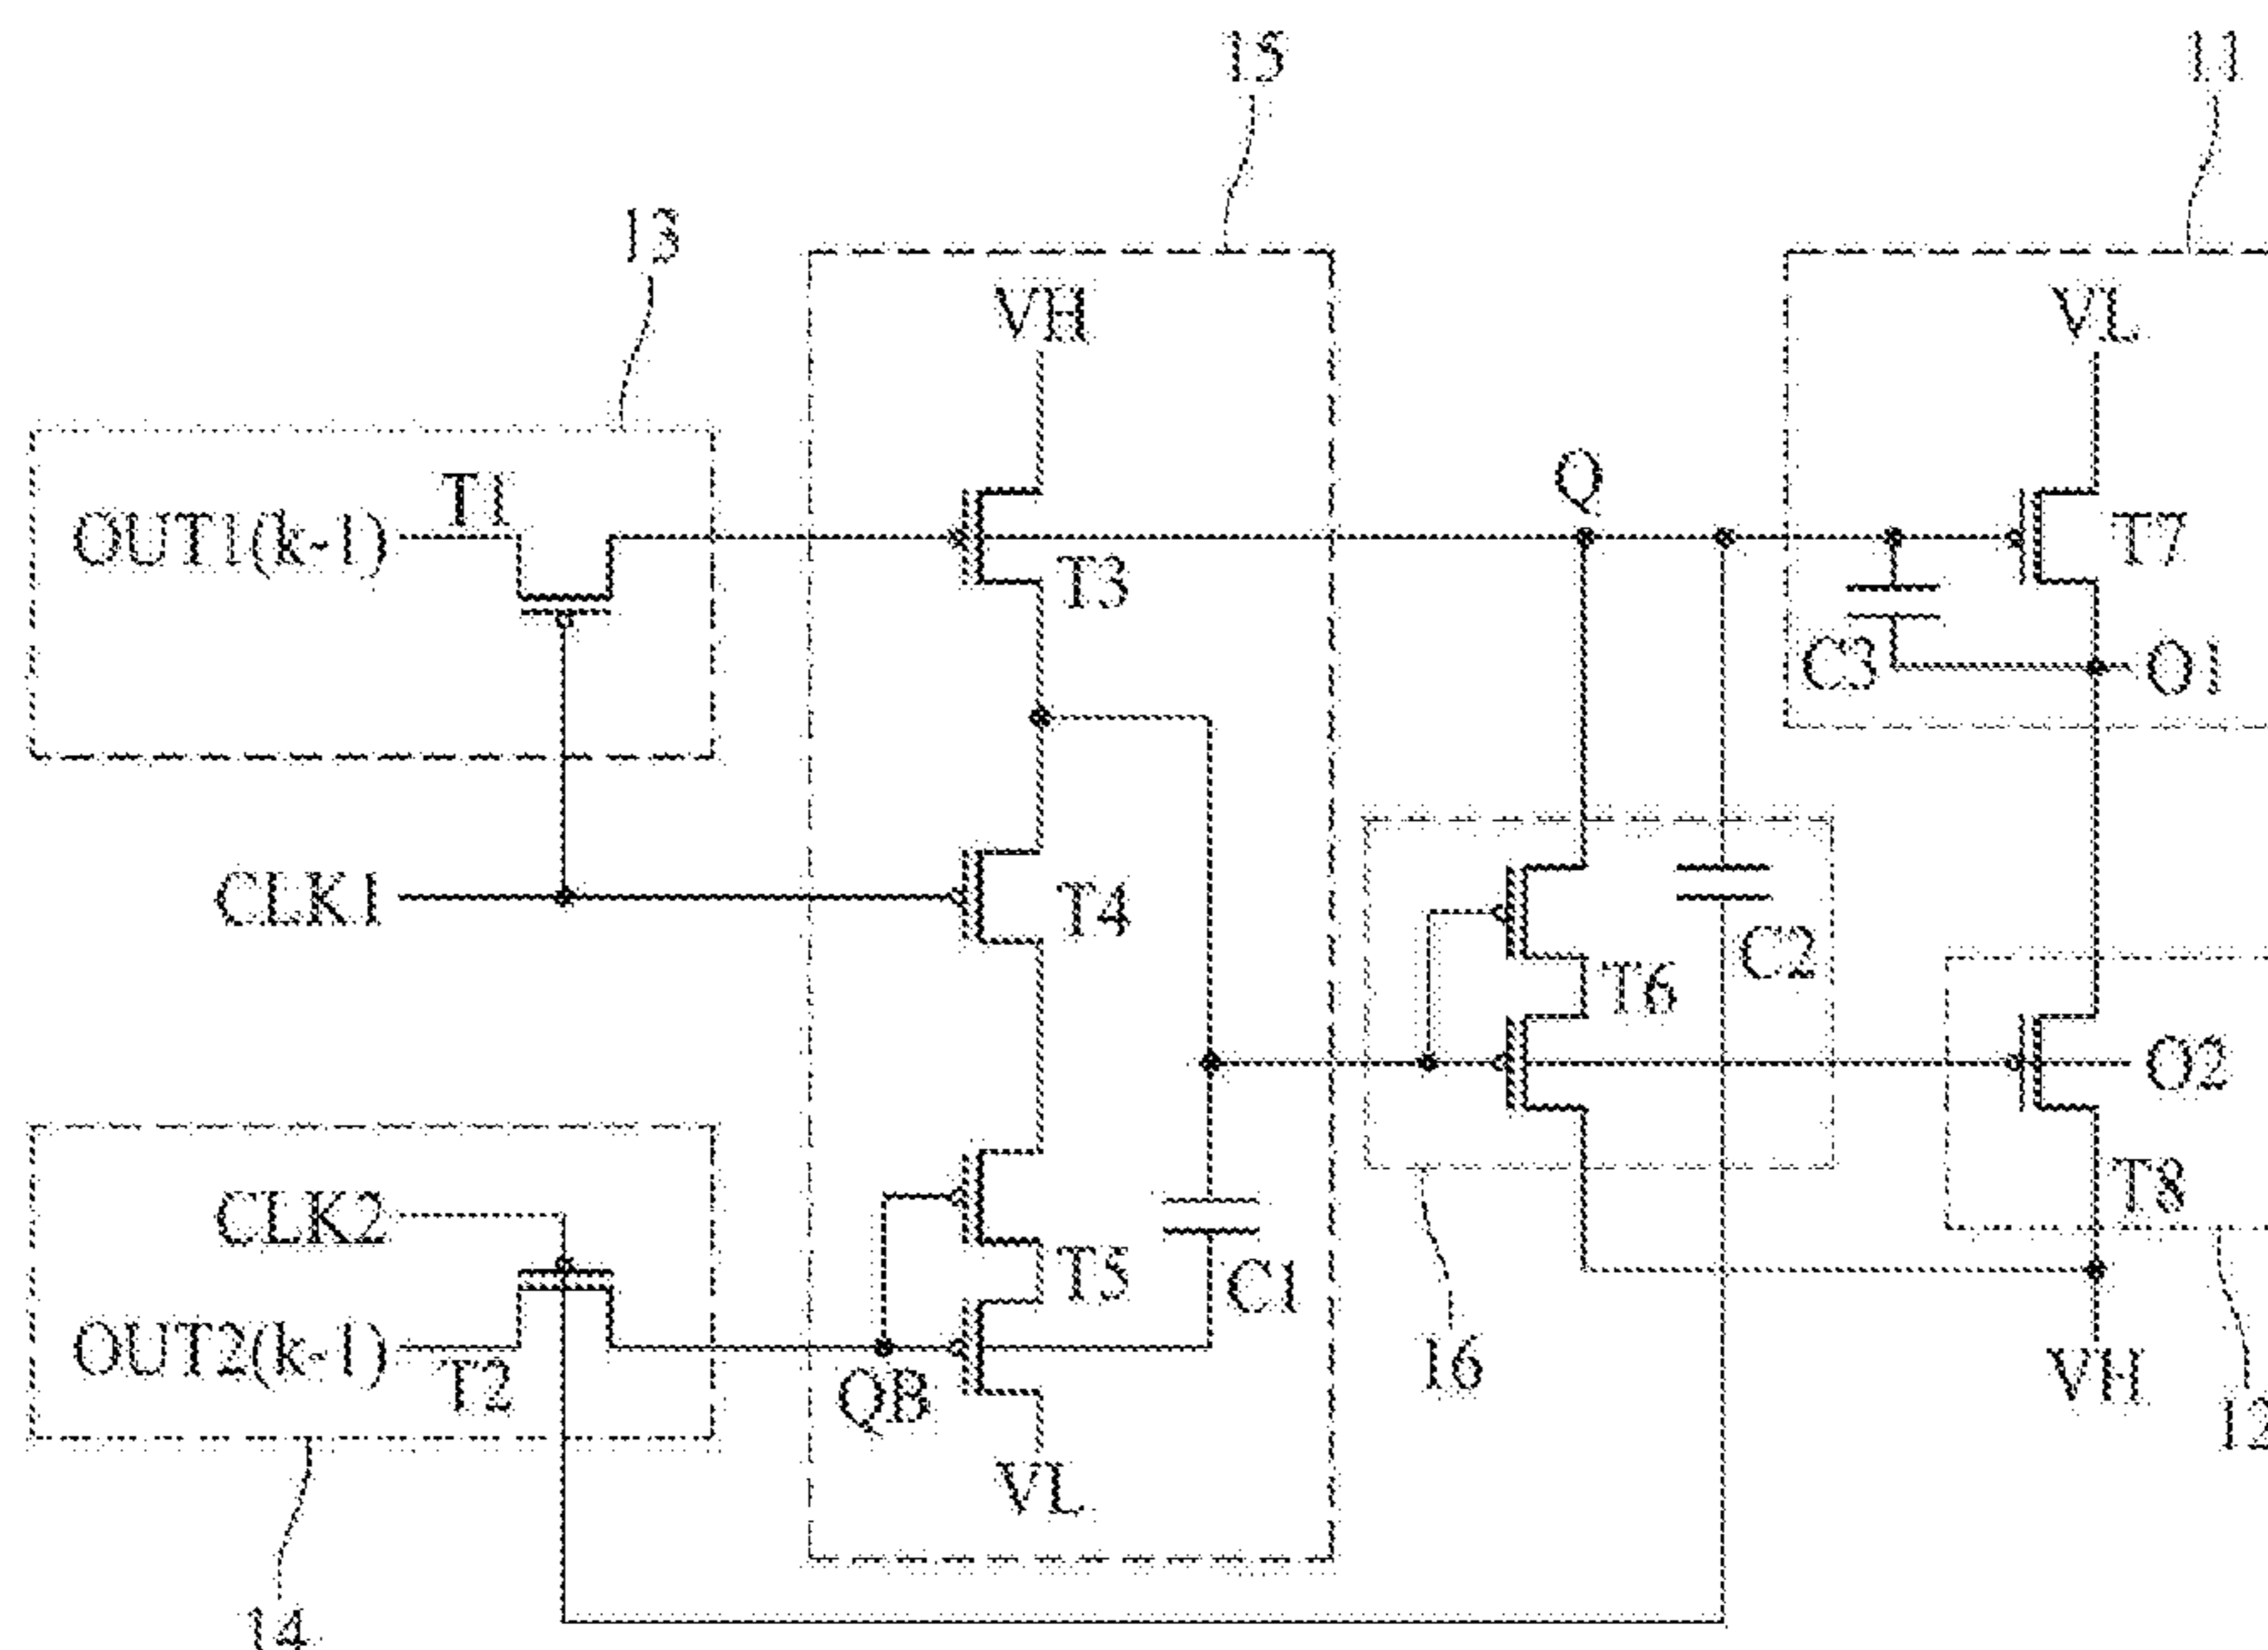 15
11
13
VH
VL
Q
T1
OUT1(k-1)
T7
T3
C3
O1
CLK1
T4
C2
T6
O2
CLK2
T8
T5
C1
OUT2(k-1)
T2
QB
16
VH
12
VL
14